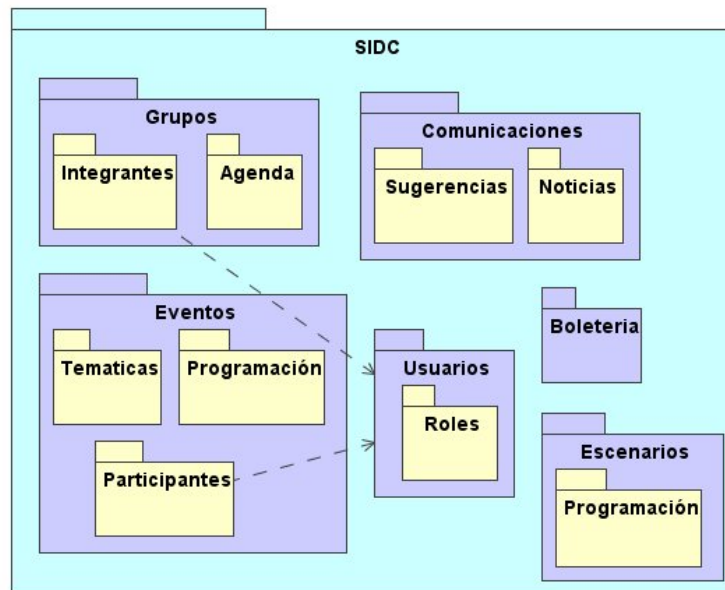 SIDC
Grupos
Integrantes
Agenda
Comunicaciones
Sugerencias
Noticias
Eventos
Tematicas
Programación
Participantes
Usuarios
Roles
Boleteria
Escenarios
Programación